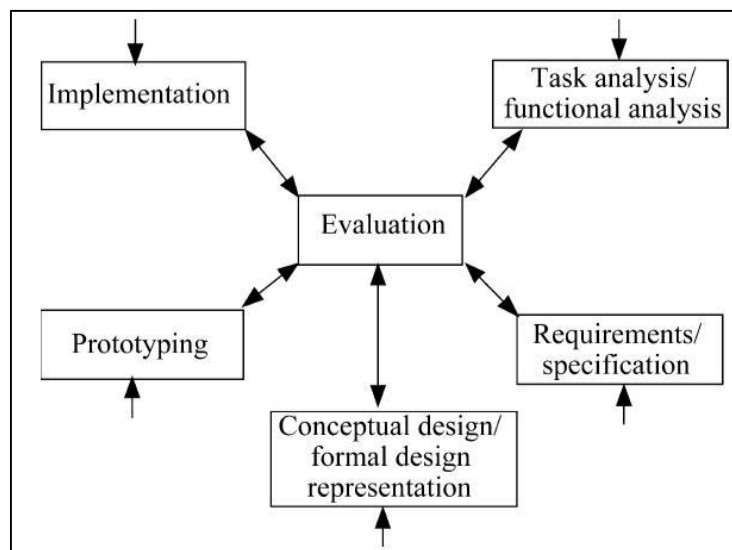 Implementation
Task analysis/
functional analysis
Evaluation
Prototyping
Requirements/
specification
Conceptual design/
formal design
representation